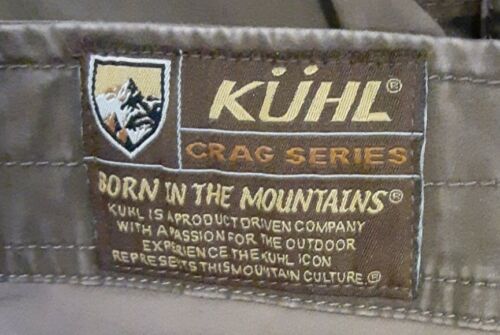 KÜHL®
CRAG SERIES
BORN IN THE MOUNTAINS®
KUHL IS A PRODUCT DRIVEN COMPANY
WITH A PASSION FOR THE OUTDOOR
EXPERIENCE THE KUHL ICON
REPRESENTS THIS MOUNTAIN CULTURE.®